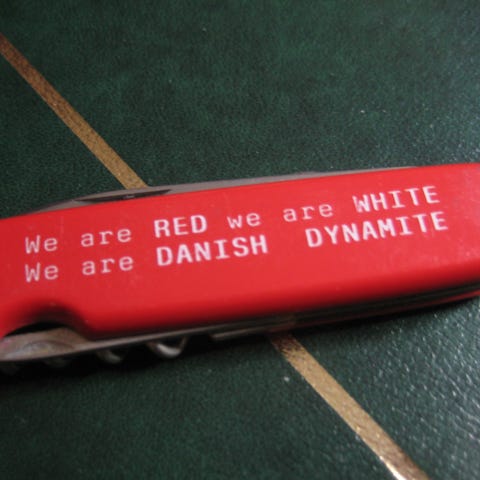 We are RED we are WHITE
We are DANISH DYNAMITE